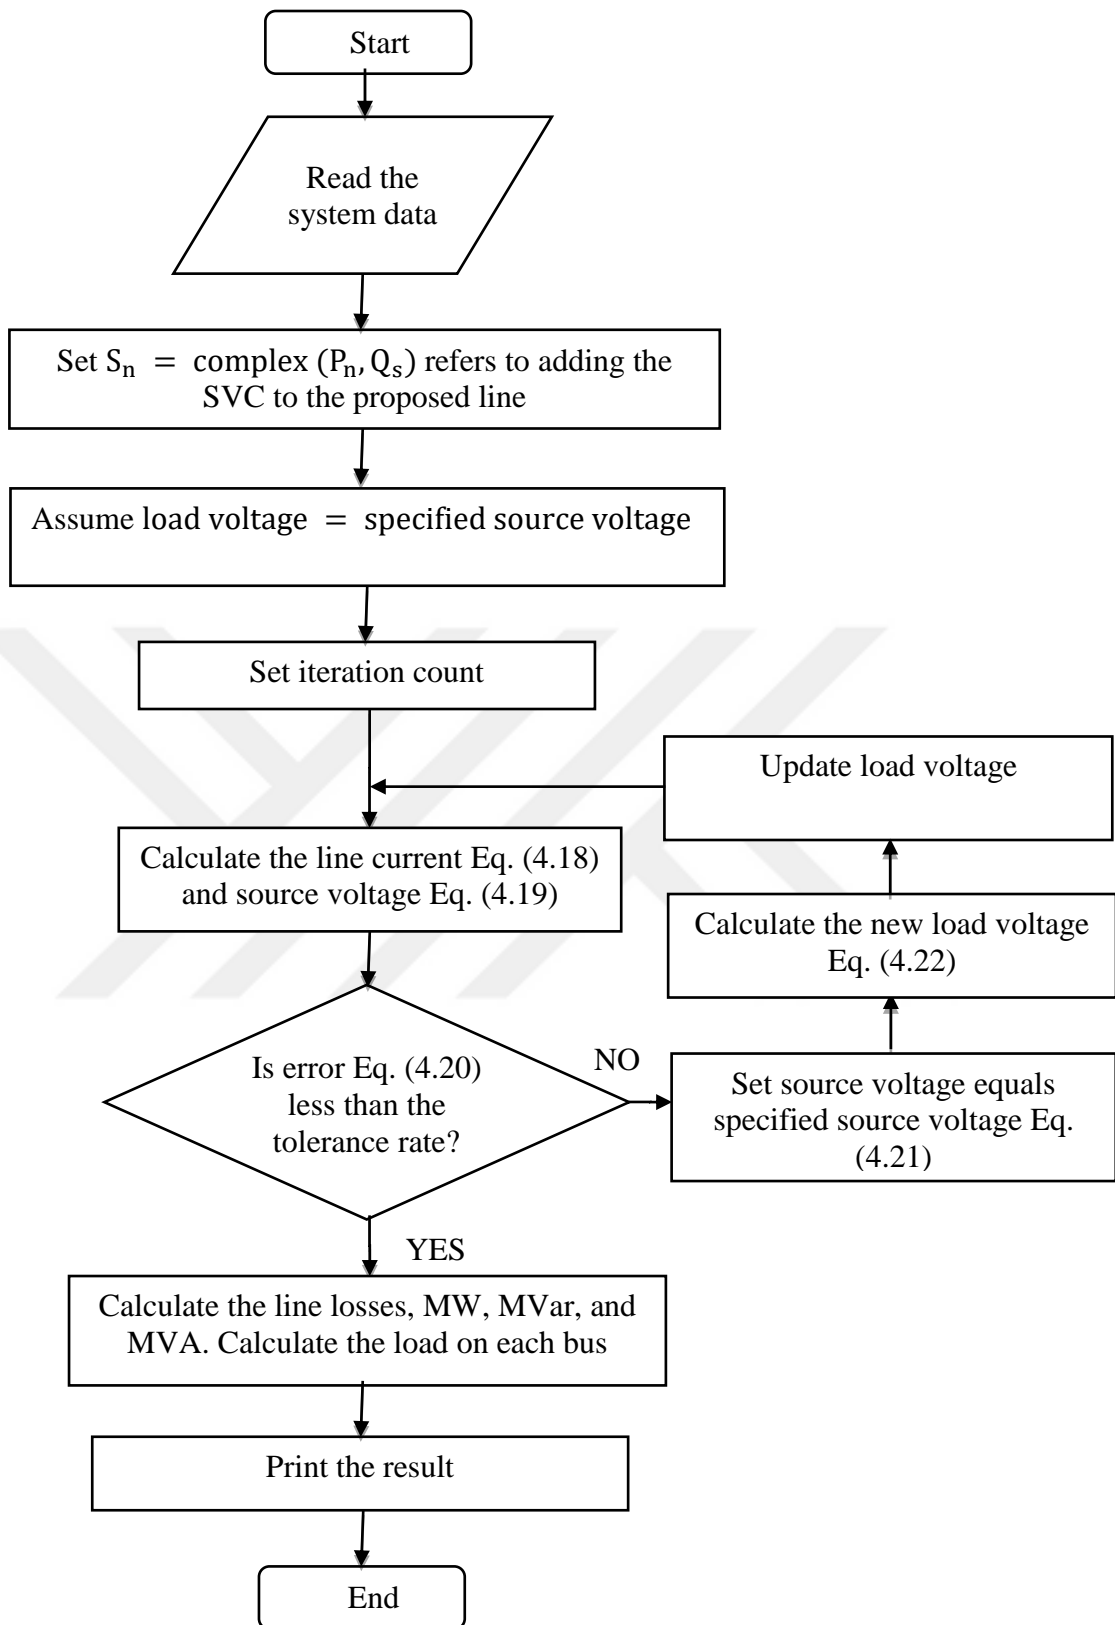 Start
Read the
system data
Set Sₙ = complex (Pₙ, Qₛ) refers to adding the
SVC to the proposed line
Assume load voltage = specified source voltage
Set iteration count
Update load voltage
Calculate the line current Eq. (4.18)
and source voltage Eq. (4.19)
Calculate the new load voltage
Eq. (4.22)
Is error Eq. (4.20)
less than the
tolerance rate?
NO
Set source voltage equals
specified source voltage Eq.
(4.21)
YES
Calculate the line losses, MW, MVar, and
MVA. Calculate the load on each bus
Print the result
End